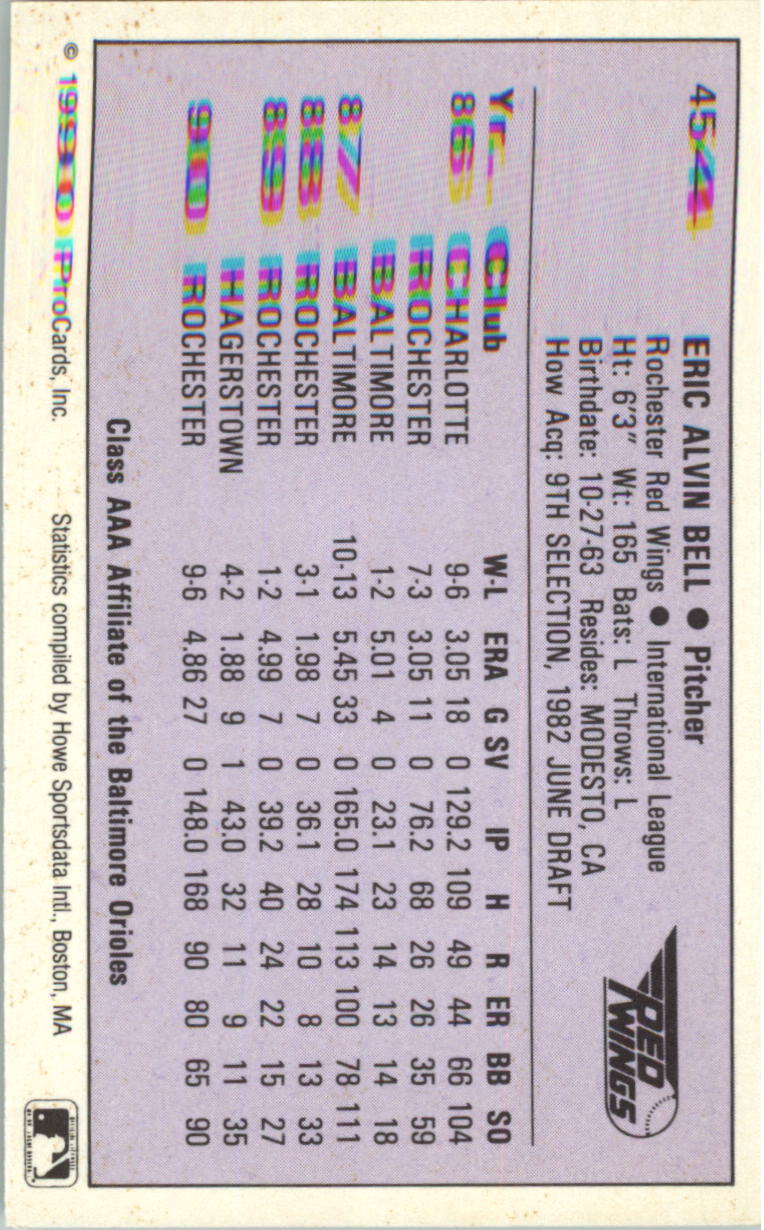 454
ERIC ALVIN BELL ● Pitcher
Rochester Red Wings ● International League
Ht: 6'3" Wt: 165 Bats: L Throws: L
Birthdate: 10-27-63 Resides: MODESTO, CA
How Acq: 9TH SELECTION, 1982 JUNE DRAFT
RED WINGS
Yr. Club W-L ERA G SV IP H R ER BB SO
86 CHARLOTTE 9-6 3.05 18 0 129.2 109 49 44 66 104
ROCHESTER 7-3 3.05 11 0 76.2 68 26 26 35 59
BALTIMORE 1-2 5.01 4 0 23.1 23 14 13 14 18
87 BALTIMORE 10-13 5.45 33 0 165.0 174 113 100 78 111
88 ROCHESTER 3-1 1.98 7 0 36.1 28 10 8 13 33
89 ROCHESTER 1-2 4.99 7 0 39.2 40 24 22 15 27
HAGERSTOWN 4-2 1.88 9 1 43.0 32 11 9 11 35
90 ROCHESTER 9-6 4.86 27 0 148.0 168 90 80 65 90
Class AAA Affiliate of the Baltimore Orioles
© 1990 ProCards, Inc. Statistics compiled by Howe Sportsdata Intl., Boston, MA